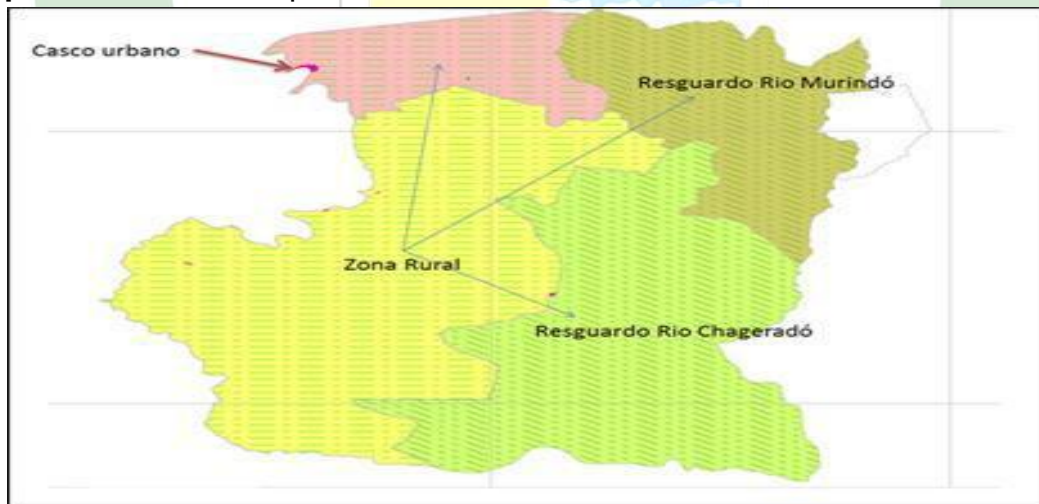 Casco urbano
Resguardo Rio Murindó
Zona Rural
Resguardo Rio Chageradó